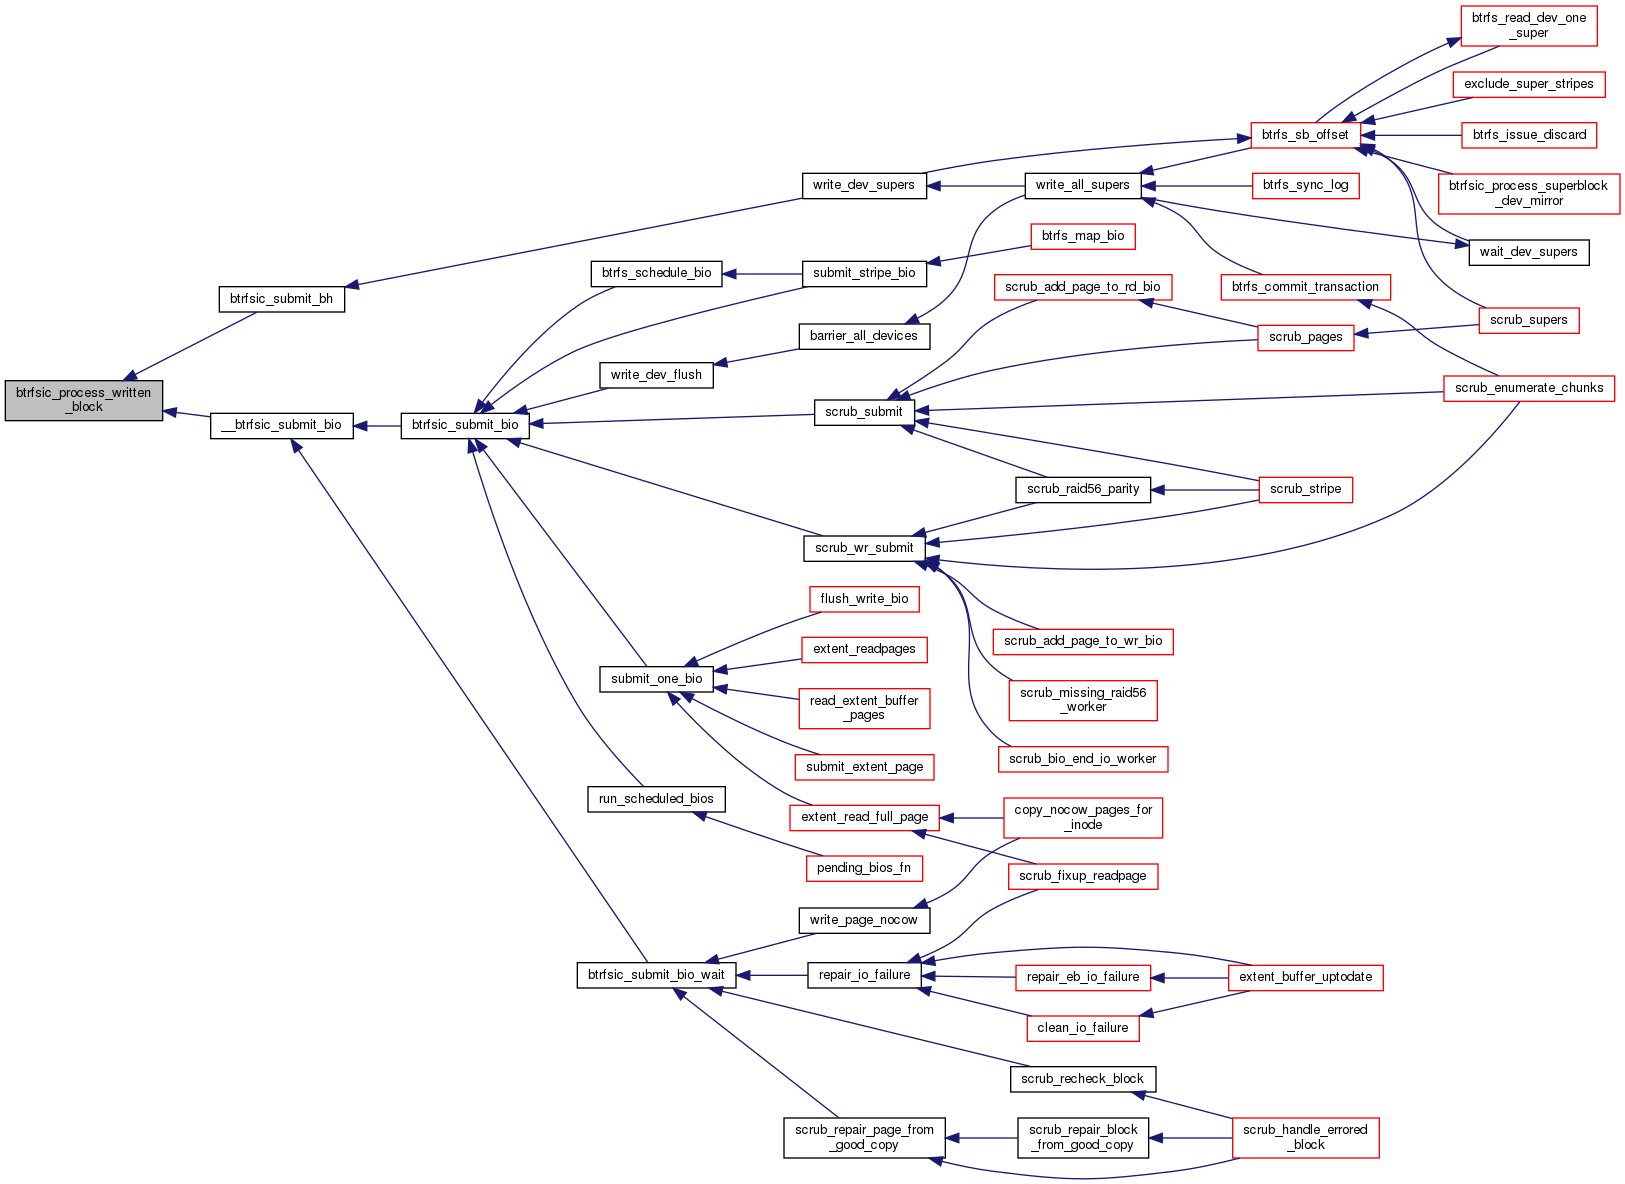 btrfs_read_dev_one
_super
exclude_super_stripes
btrfs_sb_offset
btrfs_issue_discard
write_dev_supers
write_all_supers
btrfs_sync_log
btrfsic_process_superblock
_dev_mirror
btrfs_map_bio
wait_dev_supers
btrfs_schedule_bio
submit_stripe_bio
scrub_add_page_to_rd_bio
btrfs_commit_transaction
btrfsic_submit_bh
scrub_supers
barrier_all_devices
scrub_pages
write_dev_flush
scrub_enumerate_chunks
btrfsic_process_written
_block
scrub_submit
__btrfsic_submit_bio
btrfsic_submit_bio
scrub_raid56_parity
scrub_stripe
scrub_wr_submit
flush_write_bio
scrub_add_page_to_wr_bio
extent_readpages
submit_one_bio
scrub_missing_raid56
_worker
read_extent_buffer
_pages
scrub_bio_end_io_worker
submit_extent_page
run_scheduled_bios
extent_read_full_page
copy_nocow_pages_for
_inode
pending_bios_fn
scrub_fixup_readpage
write_page_nocow
btrfsic_submit_bio_wait
repair_io_failure
repair_eb_io_failure
extent_buffer_uptodate
clean_io_failure
scrub_recheck_block
scrub_repair_page_from
_good_copy
scrub_repair_block
_from_good_copy
scrub_handle_errored
_block